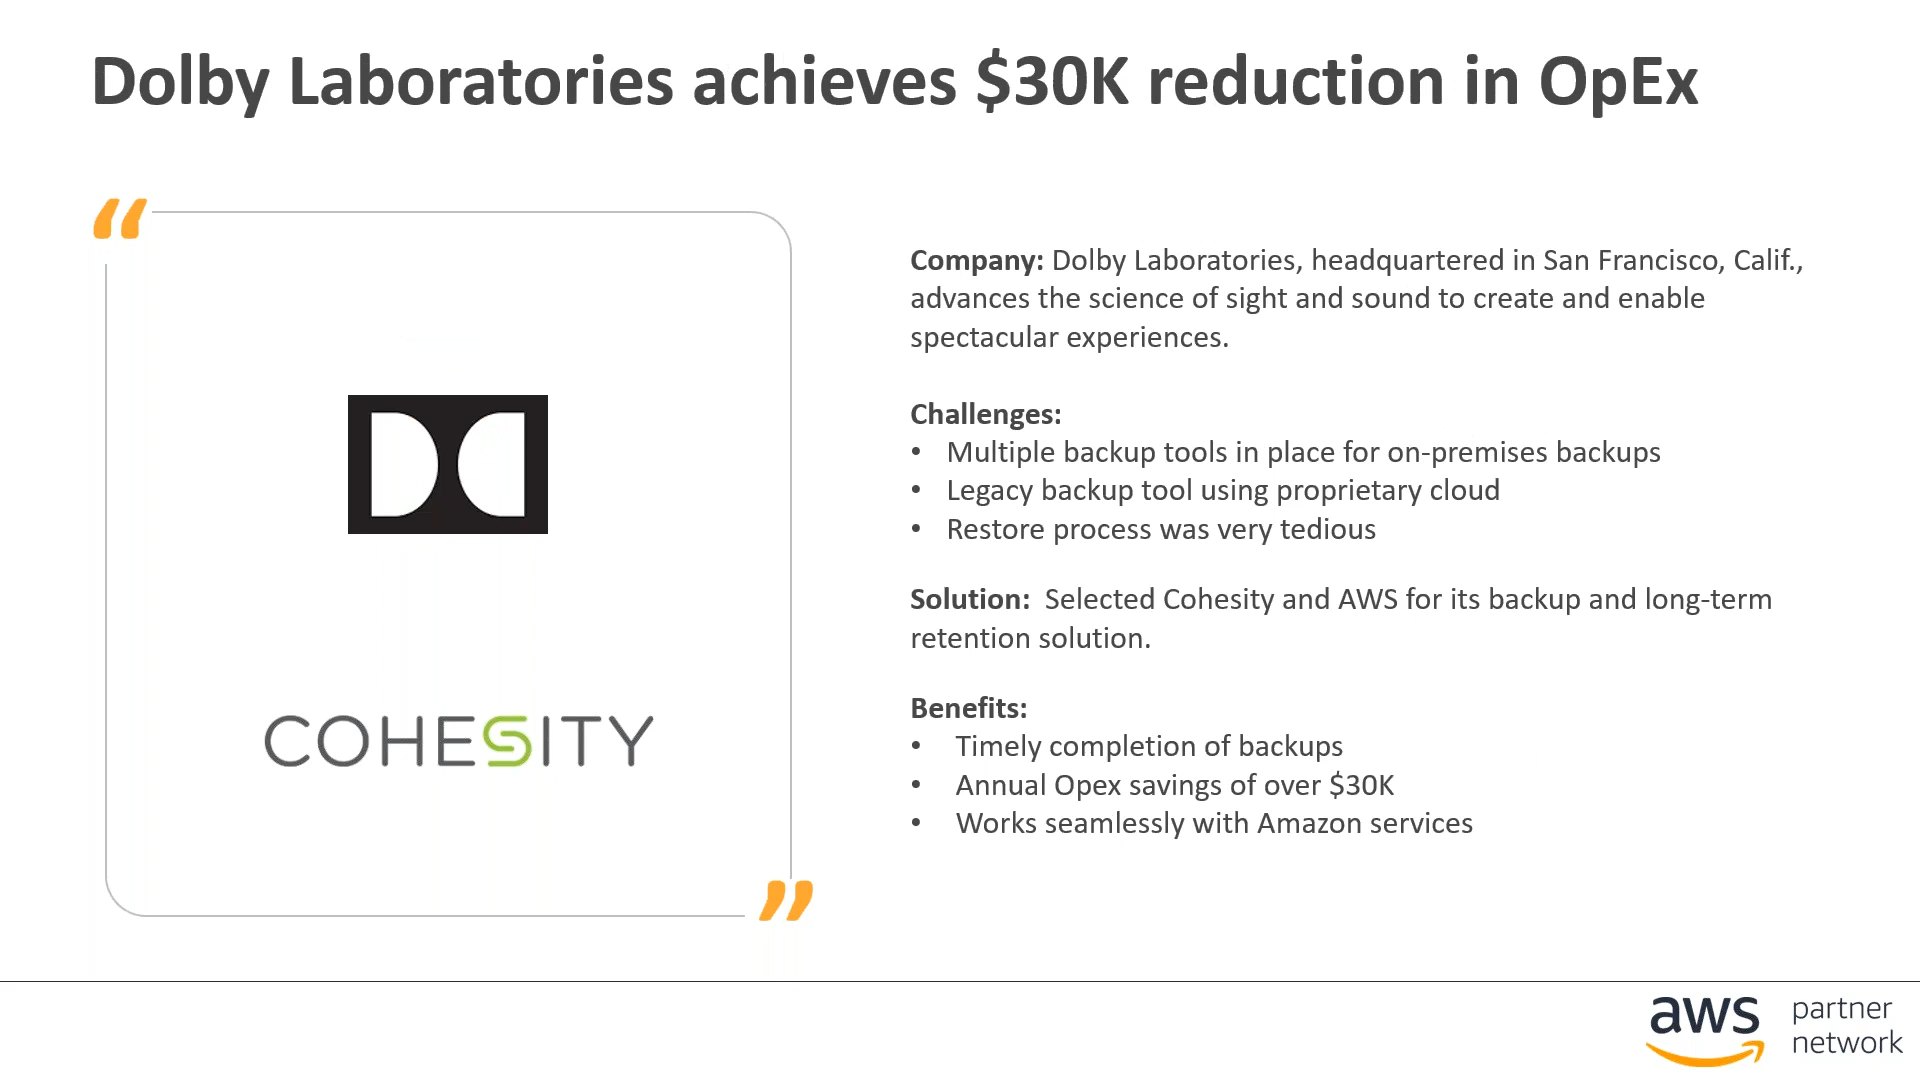 Dolby Laboratories achieves $30K reduction in OpEx
“
COHESITY
”
Company: Dolby Laboratories, headquartered in San Francisco, Calif.,
advances the science of sight and sound to create and enable
spectacular experiences.
Challenges:
• Multiple backup tools in place for on-premises backups
• Legacy backup tool using proprietary cloud
• Restore process was very tedious
Solution:  Selected Cohesity and AWS for its backup and long-term
retention solution.
Benefits:
• Timely completion of backups
• Annual Opex savings of over $30K
• Works seamlessly with Amazon services
aws partner
network